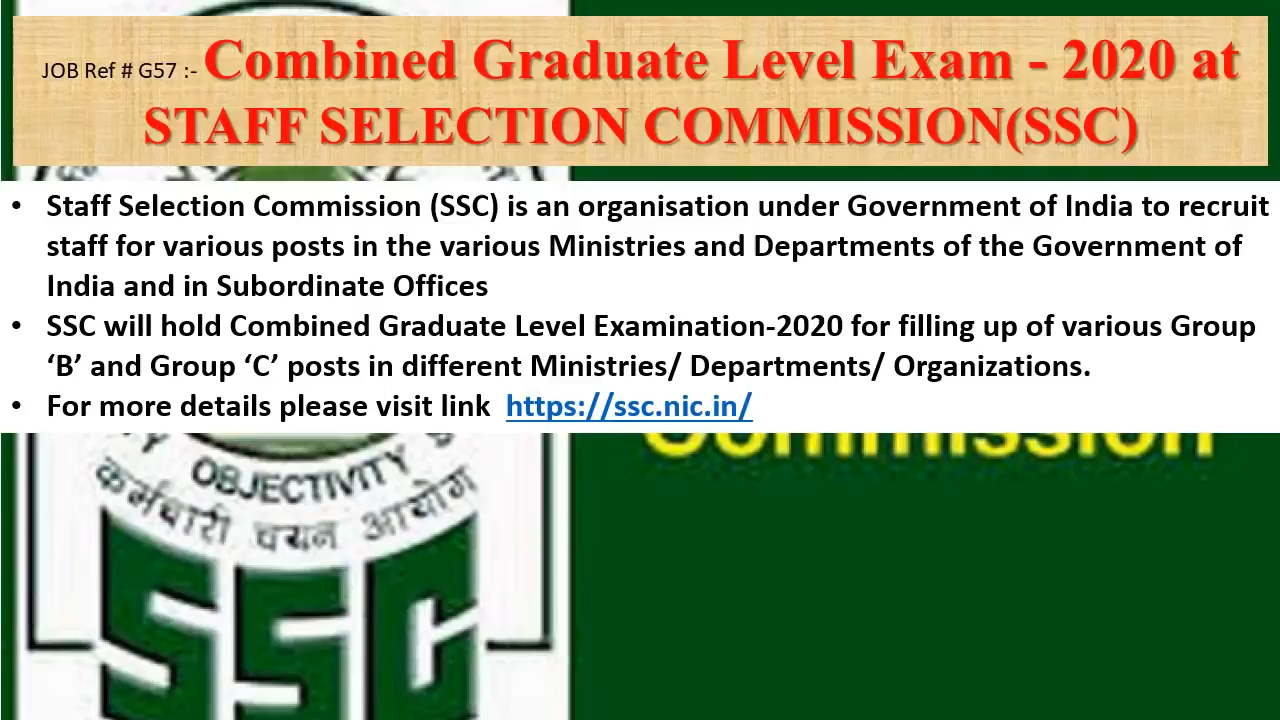 JOB Ref # G57 :- Combined Graduate Level Exam - 2020 at
STAFF SELECTION COMMISSION(SSC)
• Staff Selection Commission (SSC) is an organisation under Government of India to recruit
staff for various posts in the various Ministries and Departments of the Government of
India and in Subordinate Offices
• SSC will hold Combined Graduate Level Examination-2020 for filling up of various Group
‘B’ and Group ‘C’ posts in different Ministries/ Departments/ Organizations.
• For more details please visit link https://ssc.nic.in/
Commission
OBJECTIVITY
कर्मचारी चयन आयोग
SSC